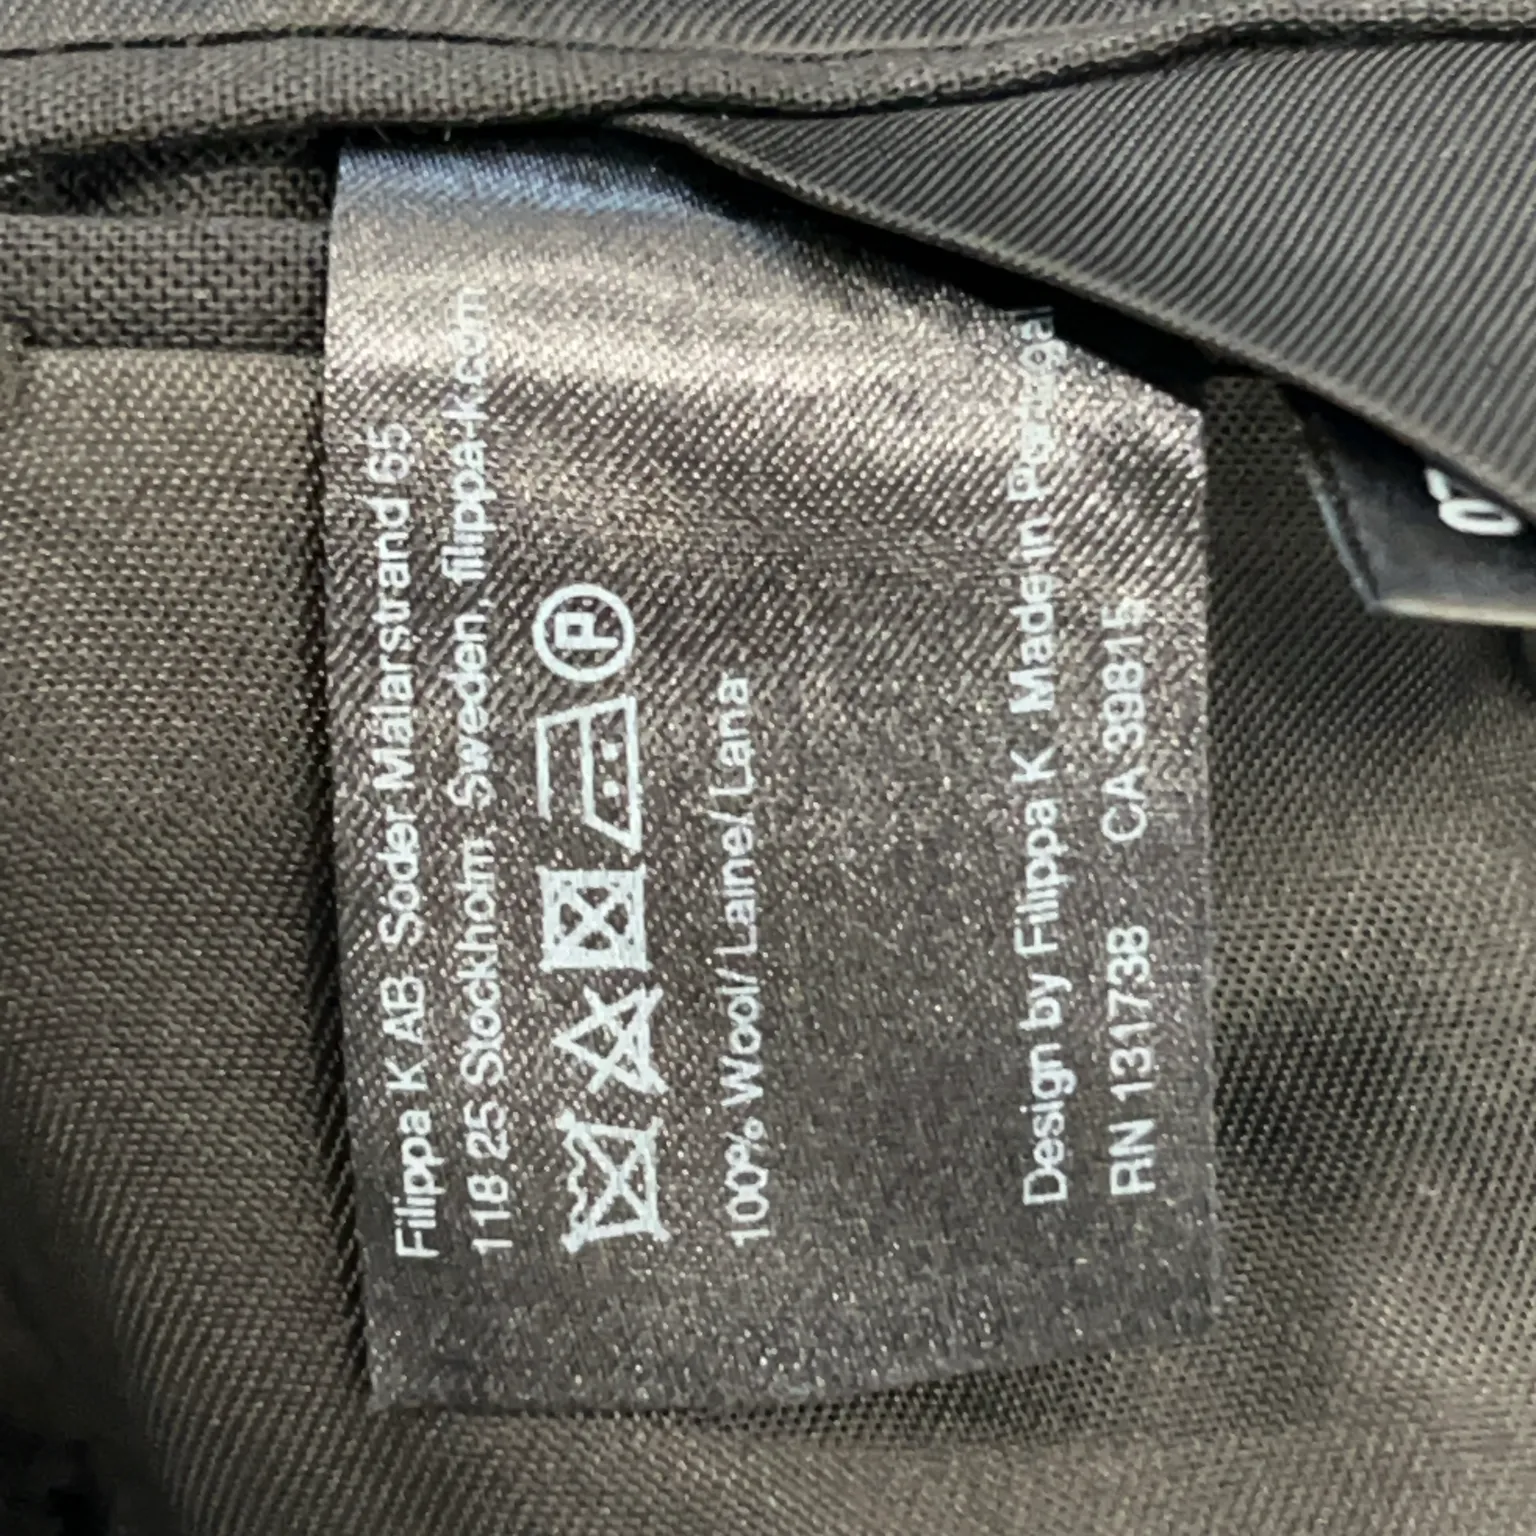 Filippa K AB Söder Mälarstrand 65
118 25 Stockholm, Sweden, filippa-k.com
P
100% Wool/ Laine/ Lana
Design by Filippa K Made in Portugal
RN 131738 CA 39815